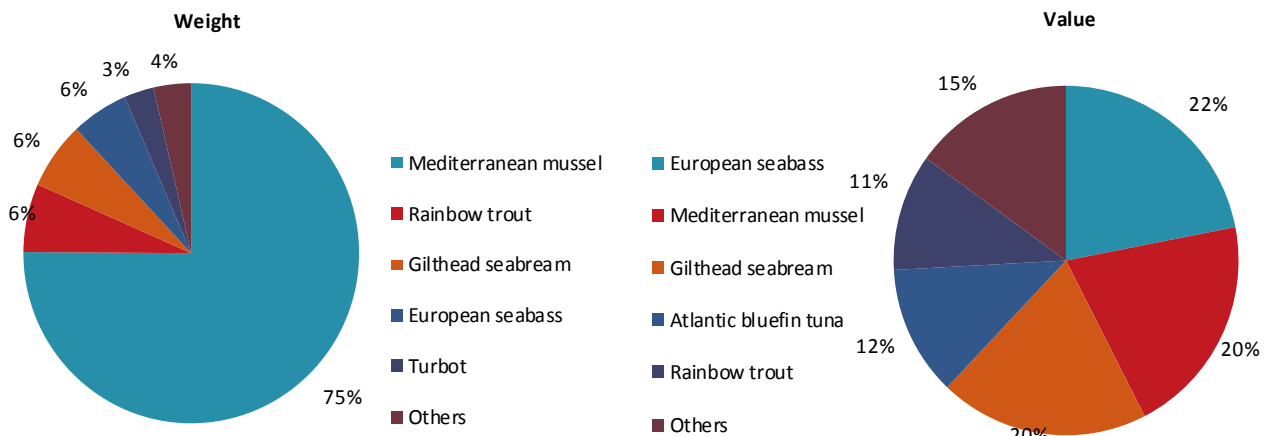 Weight
Value
3%
4%
6%
6%
6%
75%
Mediterranean mussel
Rainbow trout
Gilthead seabream
European seabass
Turbot
Others
European seabass
Mediterranean mussel
Gilthead seabream
Atlantic bluefin tuna
Rainbow trout
Others
15%
22%
11%
12%
20%
20%